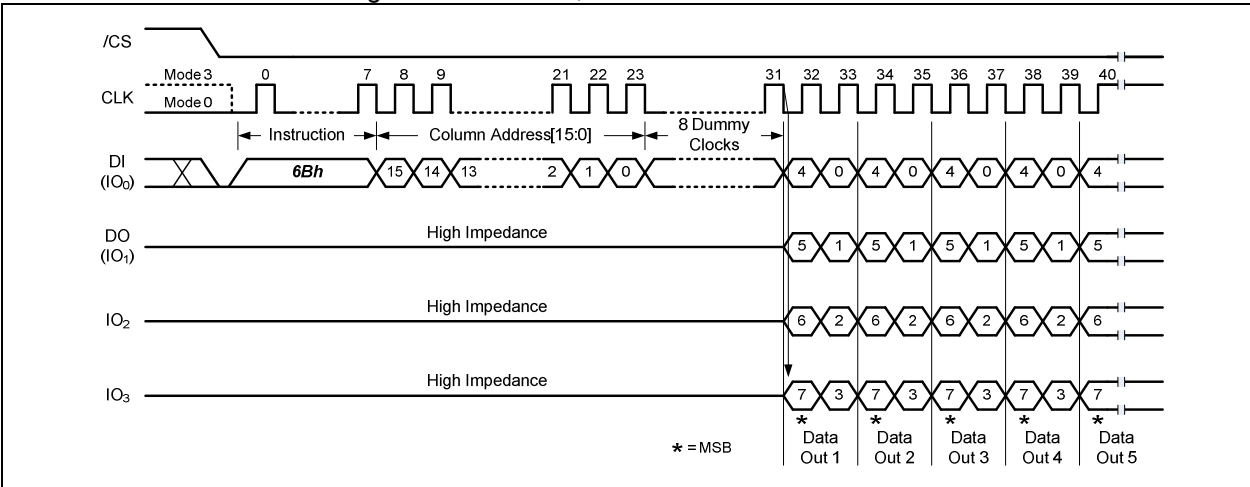 /CS
Mode 3 0 7 8 9 21 22 23 31 32 33 34 35 36 37 38 39 40
CLK
Mode 0
Instruction Column Address[15:0] 8 Dummy
Clocks
DI
(IO0) 6Bh 15 14 13 2 1 0 4 0 4 0 4 0 4 0 4
High Impedance
DO
(IO1) 5 1 5 1 5 1 5 1 5
High Impedance
IO2 6 2 6 2 6 2 6 2 6
High Impedance
IO3 7 3 7 3 7 3 7 3 7
* * * * *
* = MSB Data Data Data Data Data
Out 1 Out 2 Out 3 Out 4 Out 5